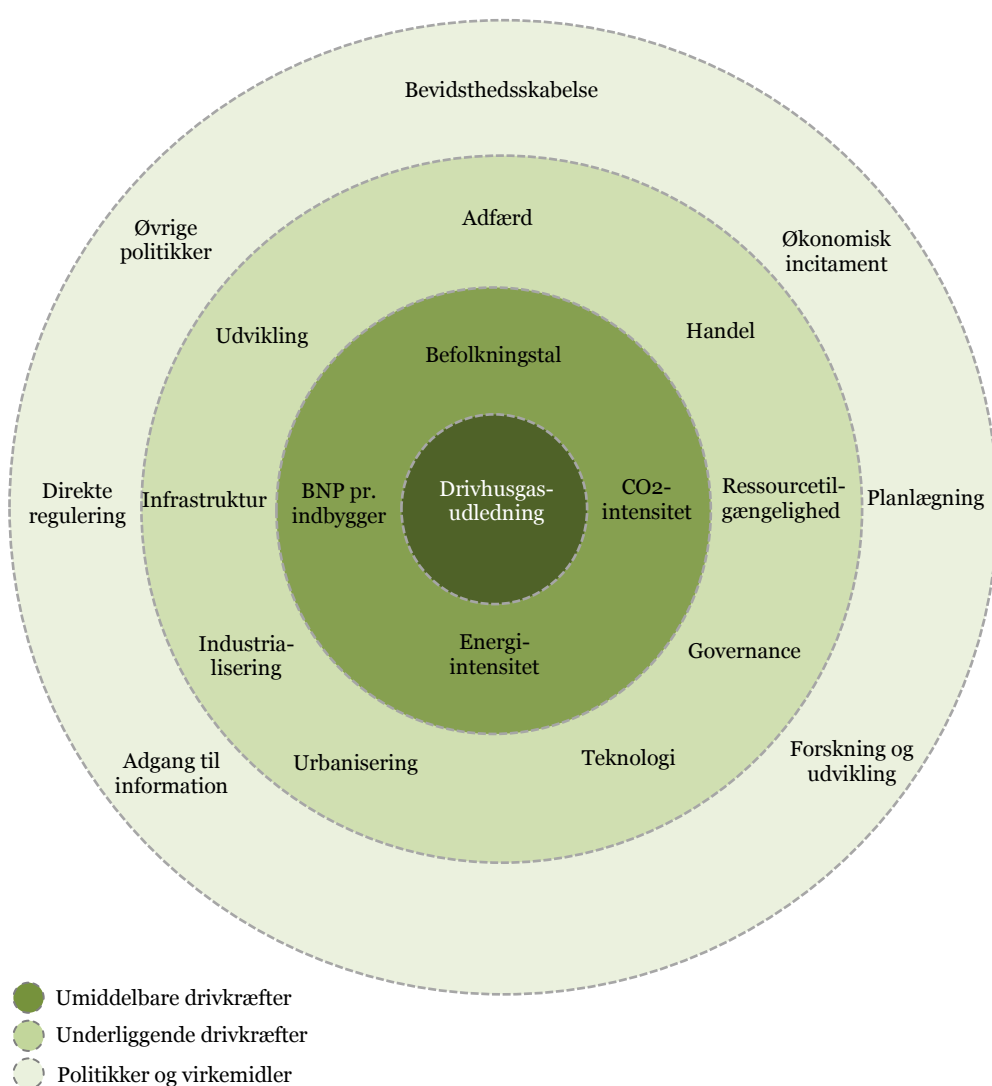 Bevidsthedsskabelse
Adfærd
Øvrige
politikker
Økonomisk
incitament
Udvikling
Handel
Befolkningstal
Direkte
regulering
Infrastruktur
BNP pr.
indbygger
Drivhusgas-
udledning
CO2-
intensitet
Ressourcetil-
gængelighed
Planlægning
Industria-
lisering
Energi-
intensitet
Governance
Adgang til
information
Urbanisering
Teknologi
Forskning og
udvikling
Umiddelbare drivkræfter
Underliggende drivkræfter
Politikker og virkemidler